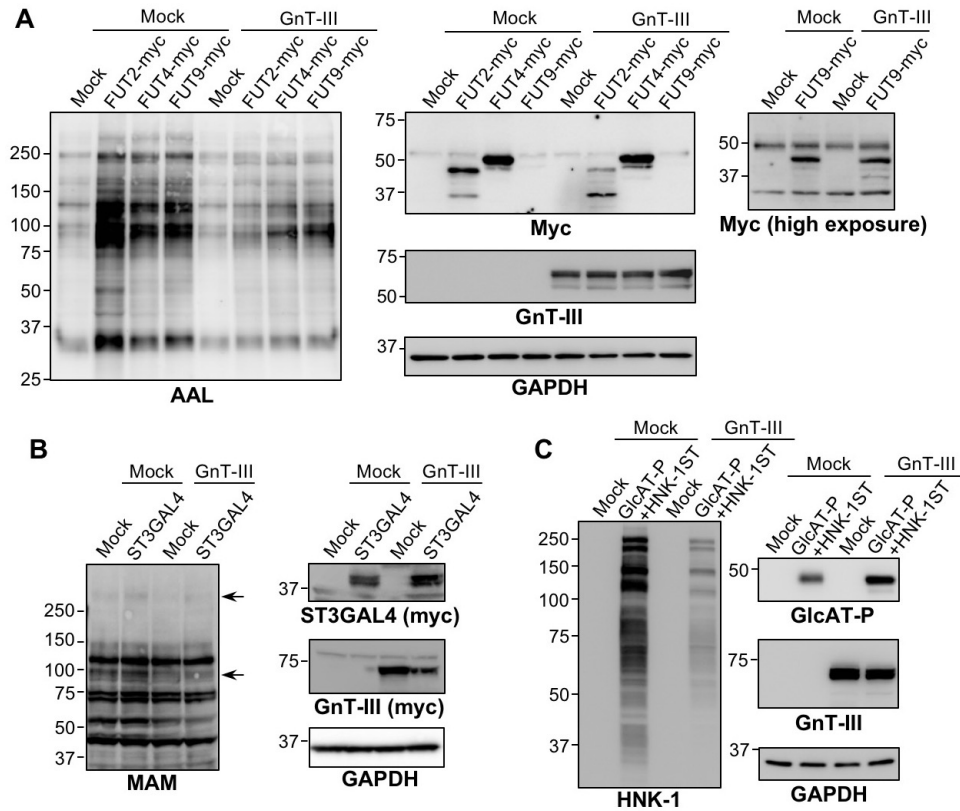 A
Mock
GnT-III
Mock
FUT2-myc
FUT4-myc
FUT9-myc
Mock
FUT2-myc
FUT4-myc
FUT9-myc
250
150
100
75
50
37
25
AAL
Mock
GnT-III
Mock
FUT2-myc
FUT4-myc
FUT9-myc
Mock
FUT2-myc
FUT4-myc
FUT9-myc
75
50
37
Myc
75
50
GnT-III
37
GAPDH
Mock
GnT-III
Mock
FUT9-myc
Mock
FUT9-myc
50
37
Myc (high exposure)
B
Mock
GnT-III
Mock
ST3GAL4
Mock
ST3GAL4
250
150
100
75
50
37
MAM
Mock
GnT-III
Mock
ST3GAL4
Mock
ST3GAL4
37
ST3GAL4 (myc)
75
GnT-III (myc)
37
GAPDH
C
Mock
GnT-III
Mock
GlcAT-P
+HNK-1ST
Mock
GlcAT-P
+HNK-1ST
250
150
100
75
50
37
HNK-1
Mock
GnT-III
Mock
GlcAT-P
+HNK-1ST
Mock
GlcAT-P
+HNK-1ST
50
GlcAT-P
75
GnT-III
37
GAPDH